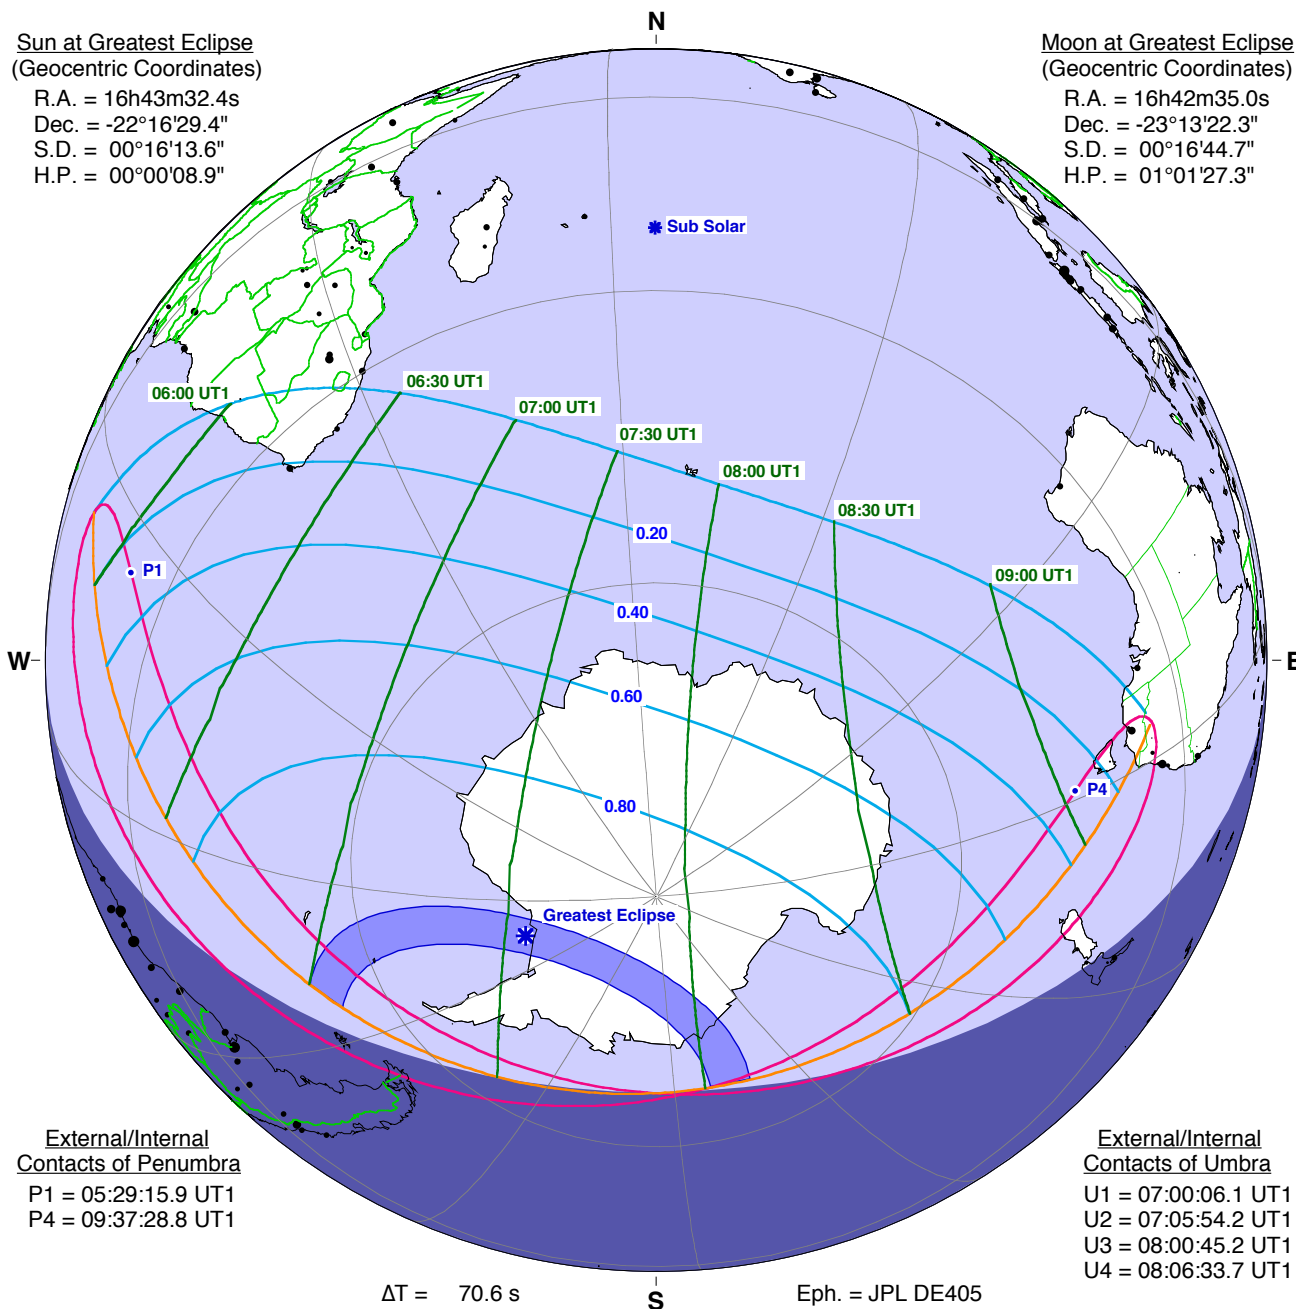 N
Sun at Greatest Eclipse
(Geocentric Coordinates)
R.A. = 16h43m32.4s
Dec. = -22°16'29.4"
S.D. = 00°16'13.6"
H.P. = 00°00'08.9"
Moon at Greatest Eclipse
(Geocentric Coordinates)
R.A. = 16h42m35.0s
Dec. = -23°13'22.3"
S.D. = 00°16'44.7"
H.P. = 01°01'27.3"
Sub Solar
06:00 UT1
06:30 UT1
07:00 UT1
07:30 UT1
08:00 UT1
08:30 UT1
09:00 UT1
0.20
0.40
0.60
0.80
P1
P4
W
E
Greatest Eclipse
External/Internal
Contacts of Penumbra
P1 = 05:29:15.9 UT1
P4 = 09:37:28.8 UT1
External/Internal
Contacts of Umbra
U1 = 07:00:06.1 UT1
U2 = 07:05:54.2 UT1
U3 = 08:00:45.2 UT1
U4 = 08:06:33.7 UT1
ΔT = 70.6 s
S
Eph. = JPL DE405